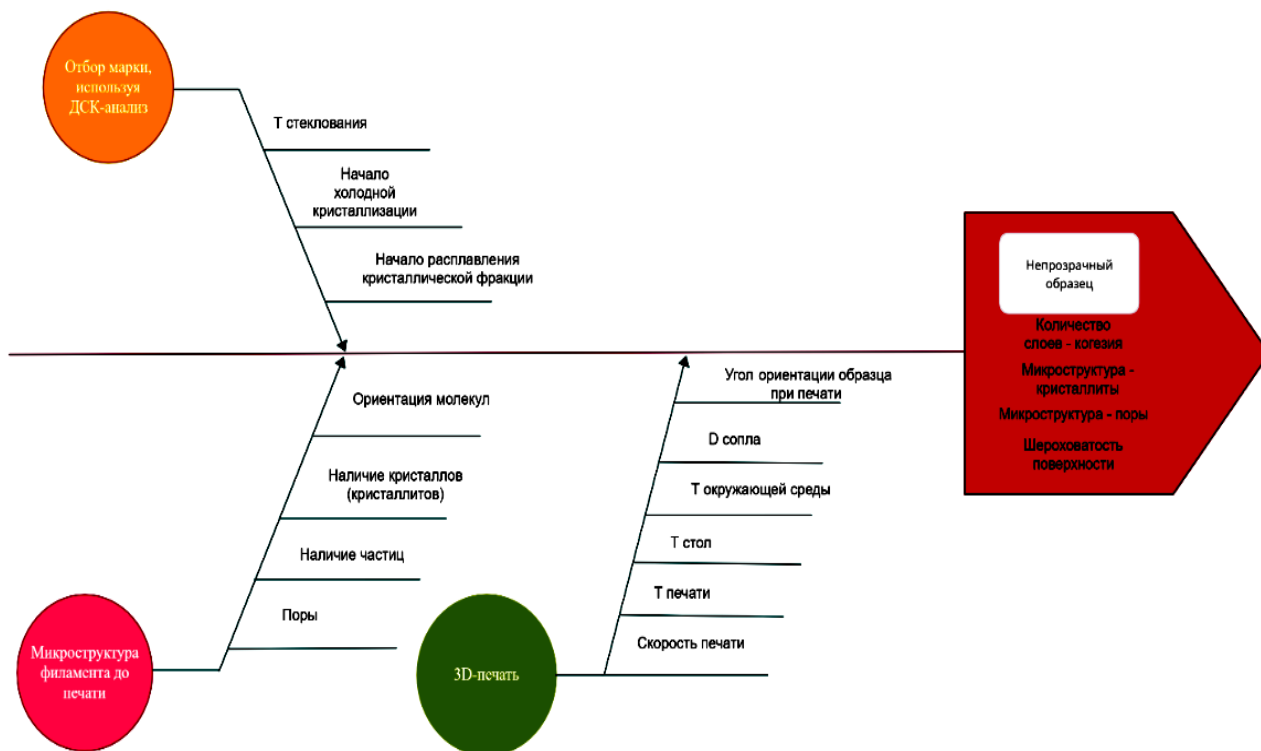 Отбор марки,
используя
ДСК-анализ
Т стеклования
Начало
холодной
кристаллизации
Начало расплавления
кристаллической фракции
Непрозрачный
образец
Количество
слоев - когезия
Микроструктура -
кристаллиты
Микроструктура - поры
Шероховатость
поверхности
Ориентация молекул
Наличие кристаллов
(кристаллитов)
Наличие частиц
Поры
Микроструктура
филамента до
печати
Угол ориентации образца
при печати
D сопла
Т окружающей среды
Т стол
Т печати
Скорость печати
3D-печать